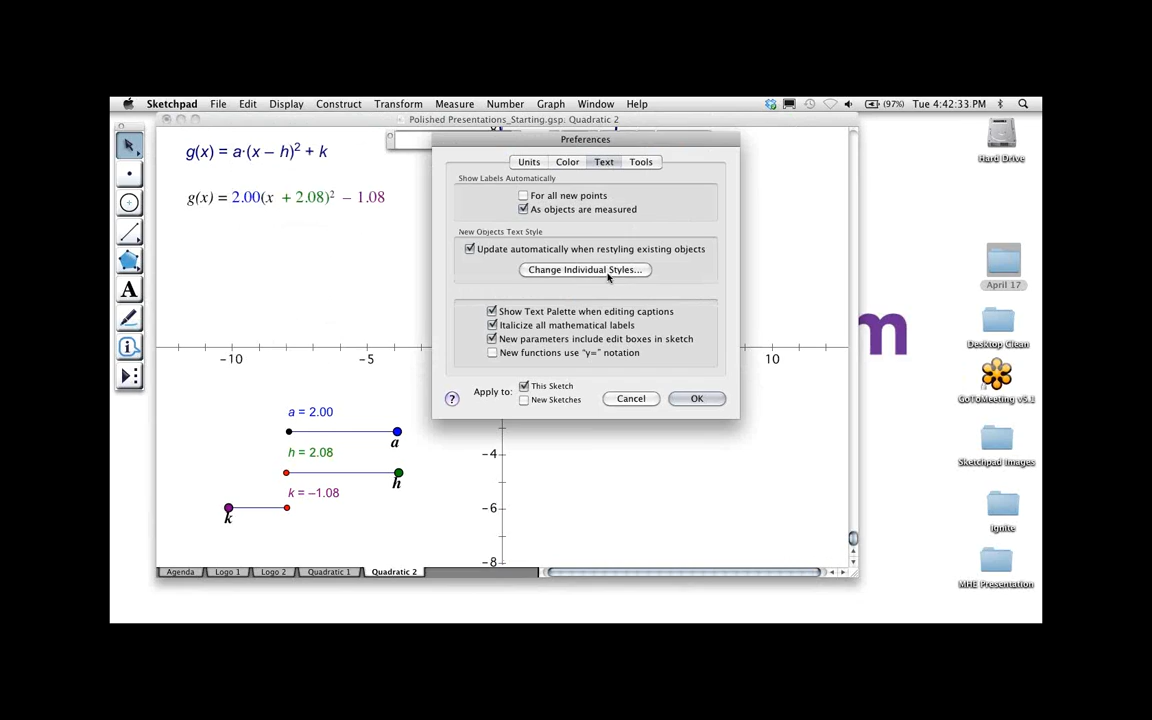 Sketchpad File Edit Display Construct Transform Measure Number Graph Window Help (97%) Tue 4:42:33 PM
Polished Presentations_Starting.gsp: Quadratic 2
Preferences
Units Color Text Tools
Show Labels Automatically
For all new points
As objects are measured
New Objects Text Style
Update automatically when restyling existing objects
Change Individual Styles...
Show Text Palette when editing captions
Italicize all mathematical labels
New parameters include edit boxes in sketch
New functions use "y=" notation
? Apply to: This Sketch
New Sketches
Cancel OK
g(x) = a·(x – h)² + k
g(x) = 2.00(x + 2.08)² – 1.08
A
m
-10 -5 10
a = 2.00
a
h = 2.08
h
k = –1.08
k
-4
-6
-8
Agenda Logo 1 Logo 2 Quadratic 1 Quadratic 2
Hard Drive
April 17
Desktop Clean
GoToMeeting v5.1
Sketchpad Images
Ignite
MHE Presentation